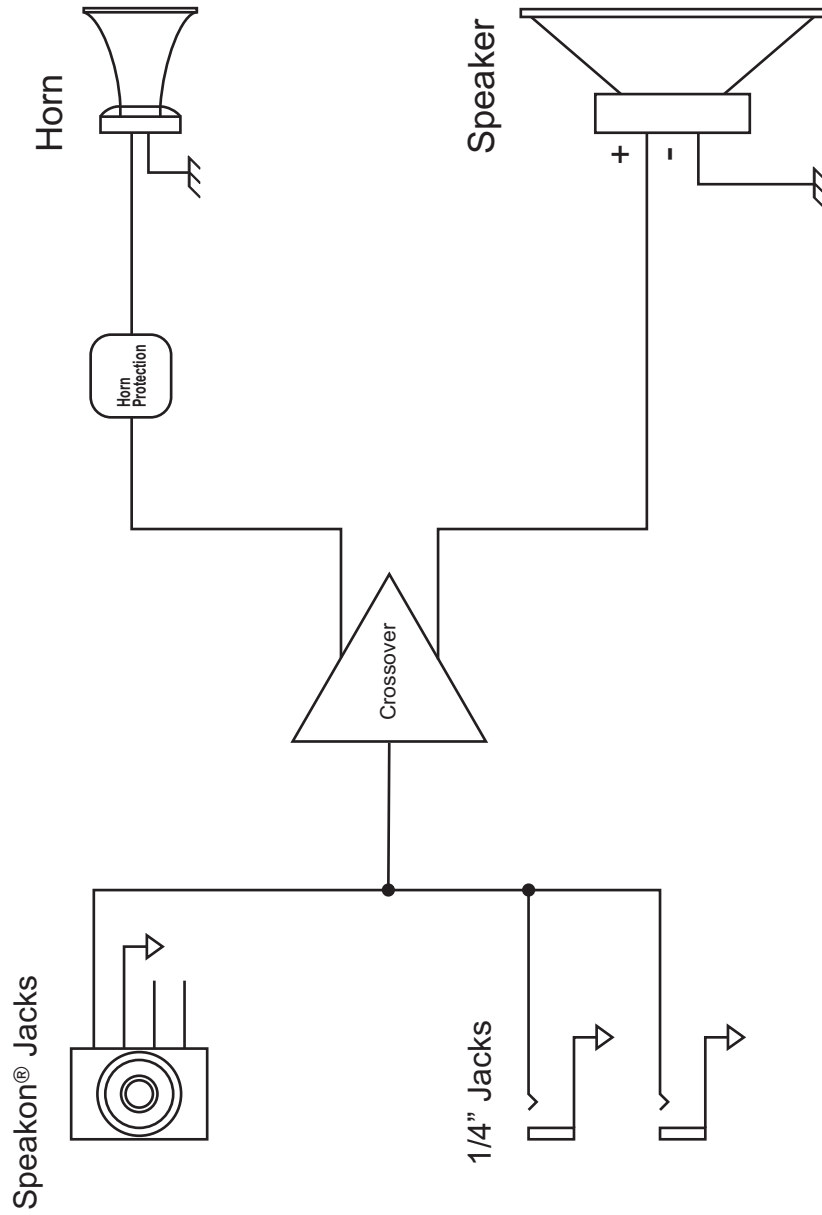 Speakon® Jacks
1/4” Jacks
Crossover
Horn
Protection
Horn
Speaker
+
-